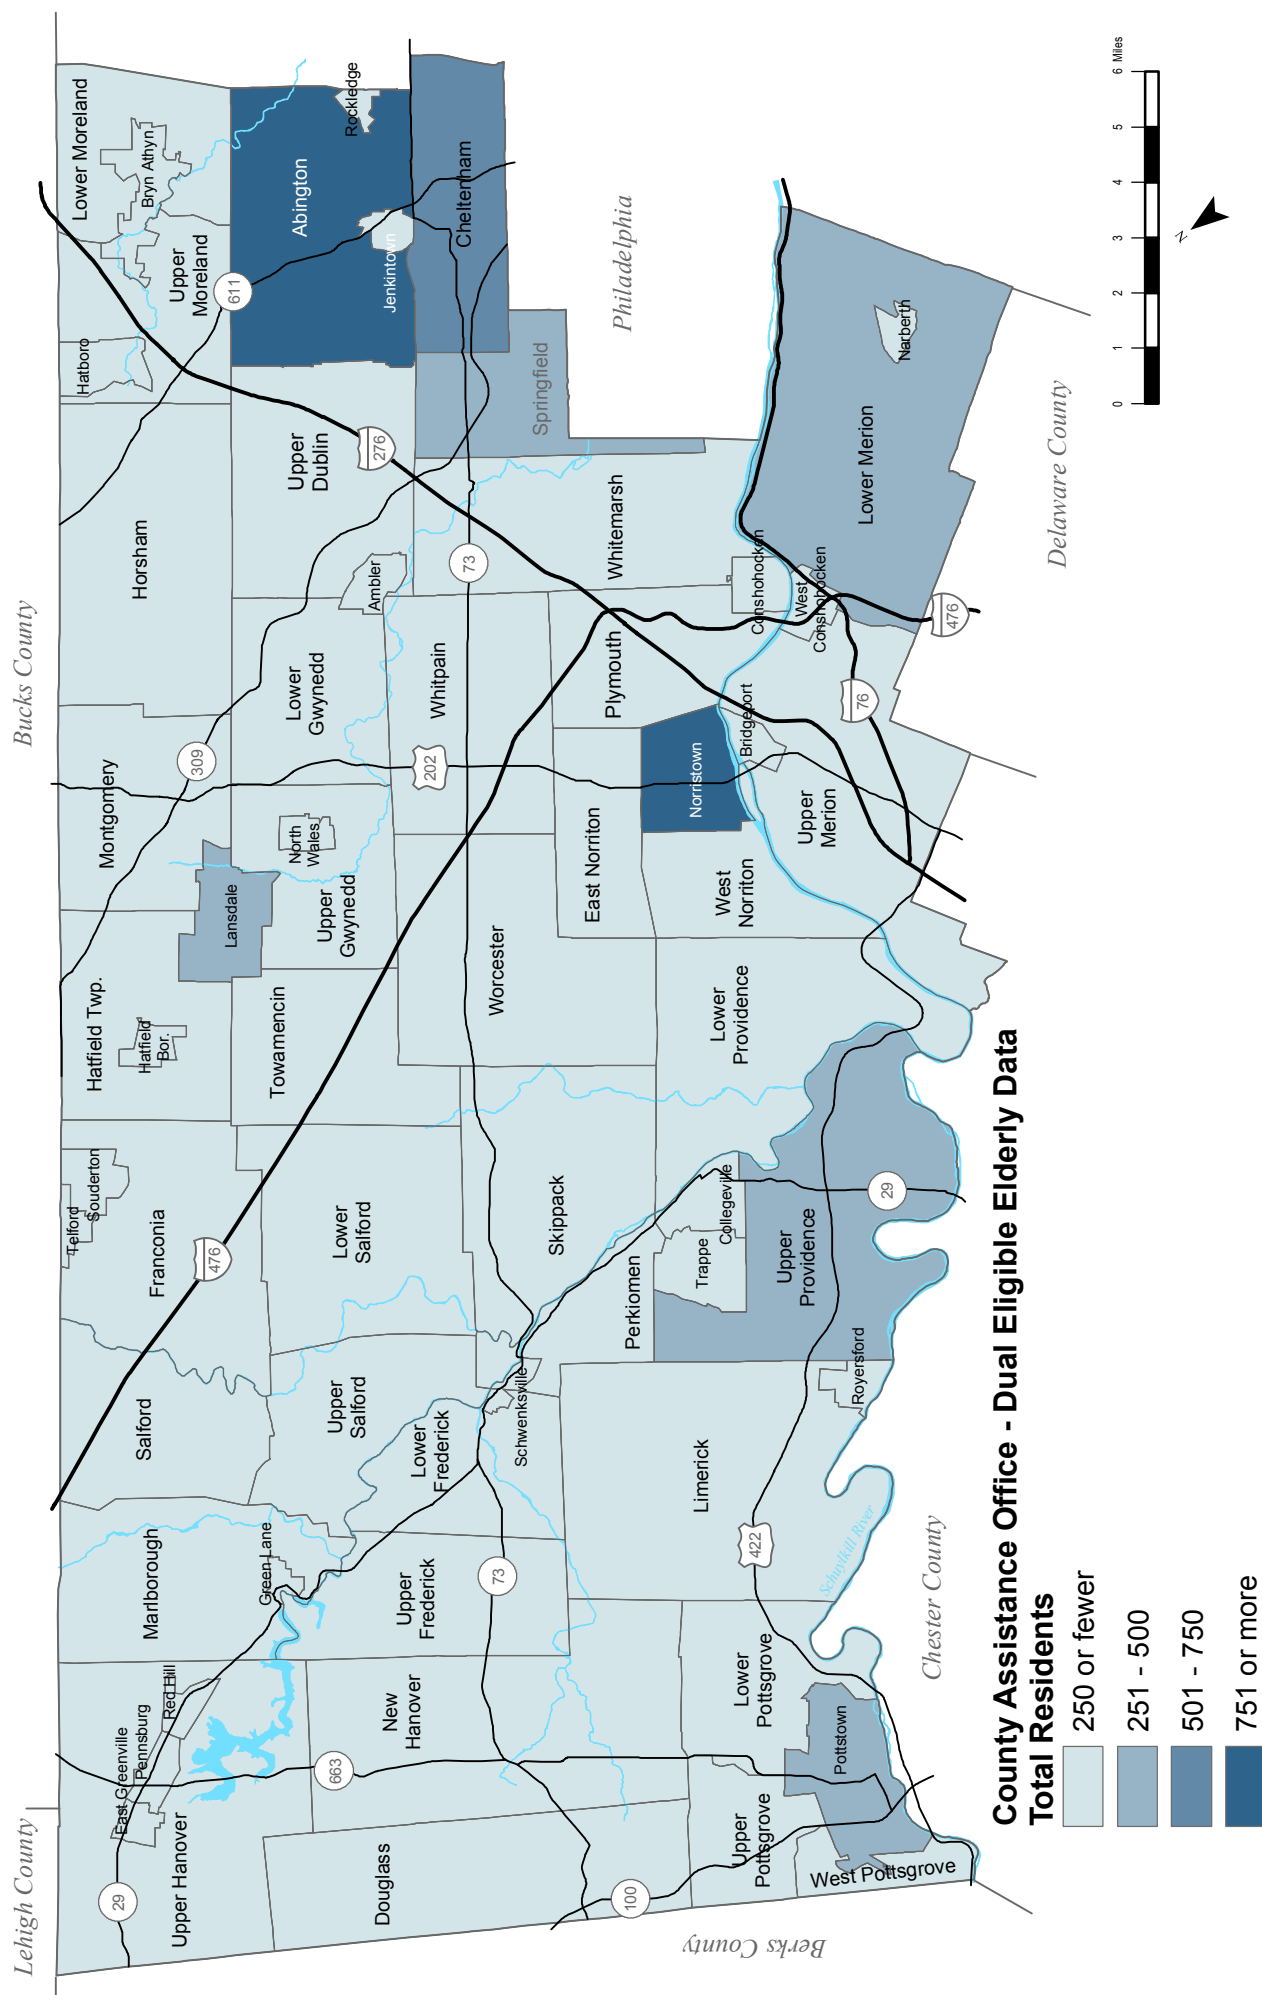 Lehigh County
Bucks County
Berks County
Chester County
Delaware County
Philadelphia
Upper Hanover
East Greenville
Pennsburg
Red Hill
Marlborough
Green Lane
Salford
Franconia
Telford
Souderton
Hatfield Twp.
Hatfield
Bor.
Montgomery
Lansdale
Horsham
Hatboro
Upper
Moreland
Lower Moreland
Bryn Athyn
Douglass
New
Hanover
Upper
Frederick
Lower
Frederick
Upper
Salford
Lower
Salford
Towamencin
Upper
Gwynedd
North
Wales
Lower
Gwynedd
Ambler
Upper
Dublin
Abington
Rockledge
Jenkintown
Cheltenham
Springfield
Schwenksville
Skippack
Perkiomen
Worcester
Whitpain
Whitemarsh
Plymouth
East Norriton
Norristown
West
Norriton
Bridgeport
Conshohocken
West
Conshohocken
Upper
Merion
Lower Merion
Narberth
Lower
Providence
Collegeville
Trappe
Upper
Providence
Royersford
Limerick
Lower
Pottsgrove
Pottstown
Upper
Pottsgrove
West Pottsgrove
Schuylkill River
29
663
100
73
476
309
202
611
276
73
422
29
76
476
N
0
1
2
3
4
5
6 Miles
County Assistance Office - Dual Eligible Elderly Data
Total Residents
250 or fewer
251 - 500
501 - 750
751 or more